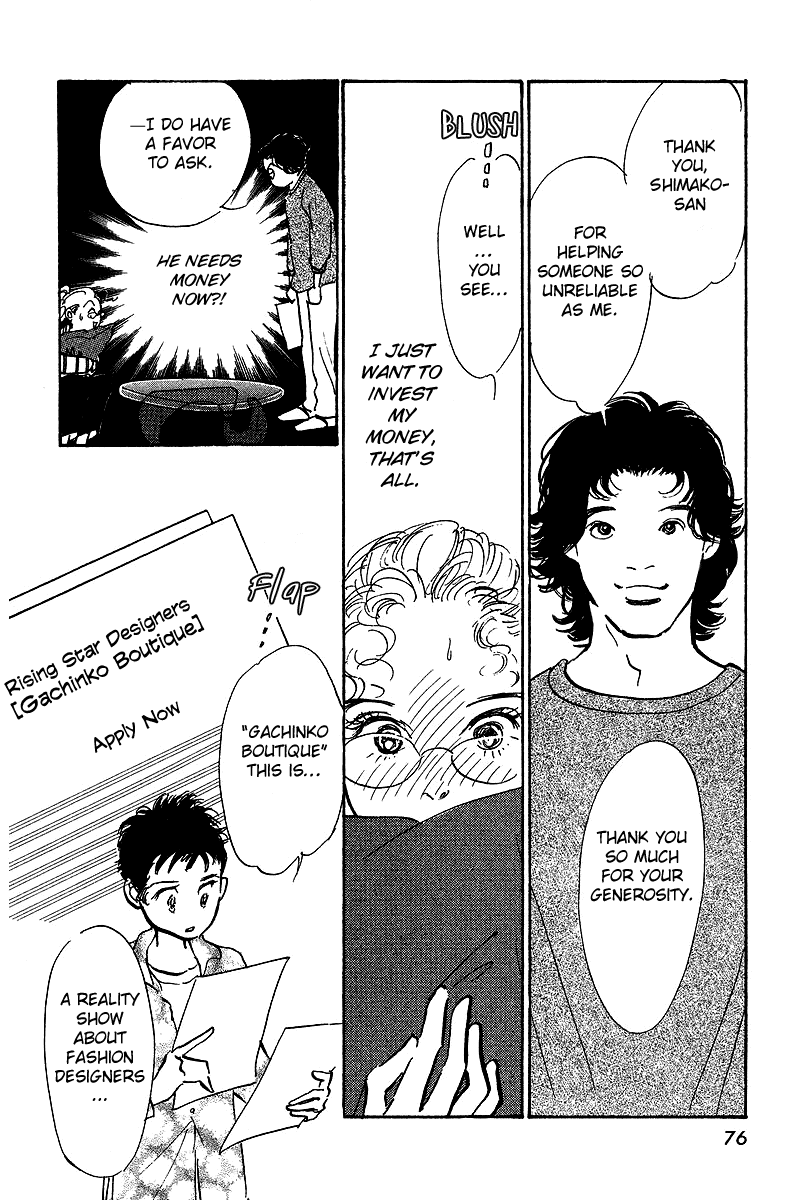 THANK
YOU,
SHIMAKO-
SAN
FOR
HELPING
SOMEONE SO
UNRELIABLE
AS ME.
THANK YOU
SO MUCH
FOR YOUR
GENEROSITY.
BLUSH
WELL
...
YOU
SEE...
I JUST
WANT TO
INVEST
MY
MONEY,
THAT'S
ALL.
—I DO HAVE
A FAVOR
TO ASK.
HE NEEDS
MONEY
NOW?!
Flap
Rising Star Designers
[Gachinko Boutique]
Apply Now
"GACHINKO
BOUTIQUE"
THIS IS...
A REALITY
SHOW
ABOUT
FASHION
DESIGNERS
...
76